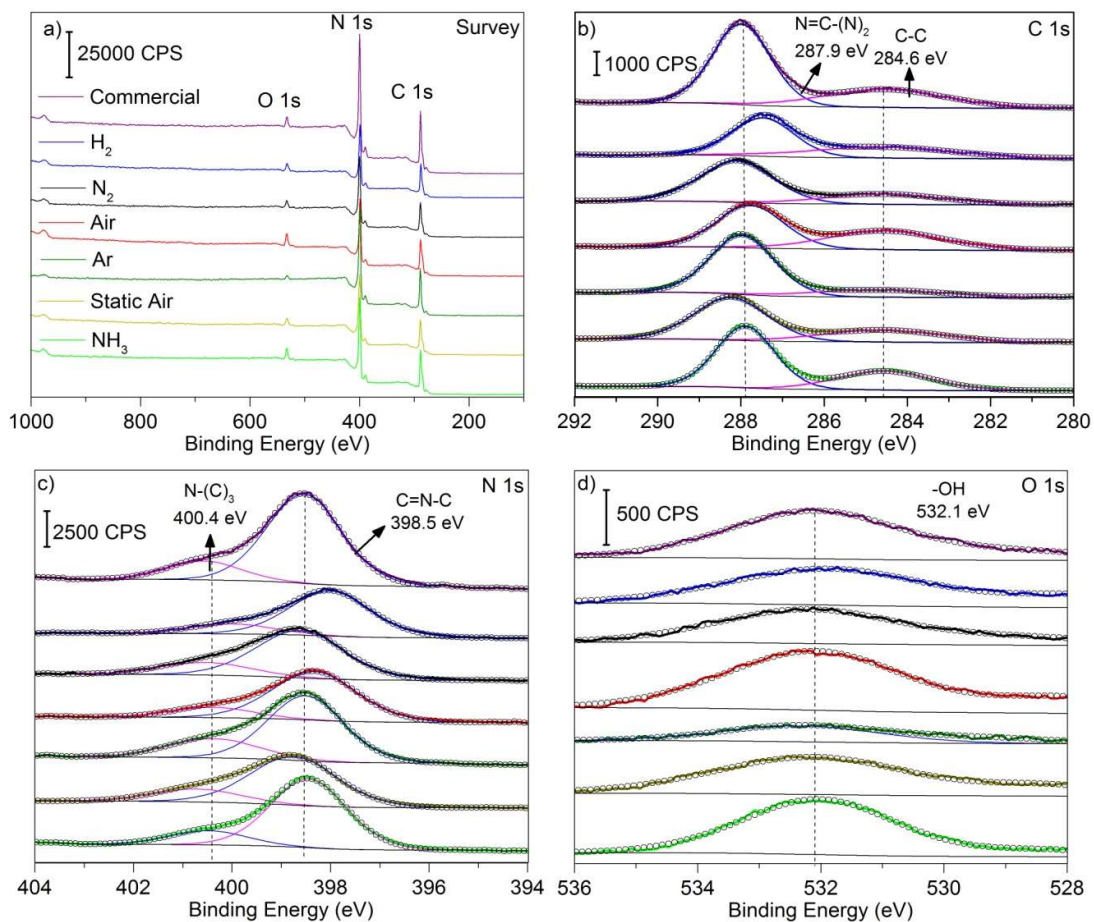 a)
Survey
25000 CPS
N 1s
O 1s
C 1s
Commercial
H2
N2
Air
Ar
Static Air
NH3
1000 800 600 400 200
Binding Energy (eV)
b)
C 1s
1000 CPS
N=C-(N)2
287.9 eV
C-C
284.6 eV
292 290 288 286 284 282 280
Binding Energy (eV)
c)
N 1s
2500 CPS
N-(C)3
400.4 eV
C=N-C
398.5 eV
404 402 400 398 396 394
Binding Energy (eV)
d)
O 1s
500 CPS
-OH
532.1 eV
536 534 532 530 528
Binding Energy (eV)